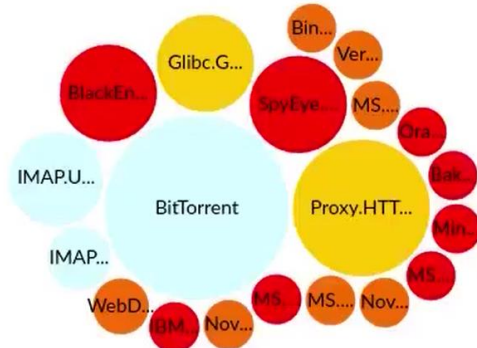 Bin...
Glibc.G...
Ver...
BlackEn...
SpyEye....
MS....
Ora...
IMAP.U...
BitTorrent
Proxy.HTT...
Bak...
Min...
IMAP...
MS....
WebD...
IBM...
Nov...
MS....
MS....
Nov...